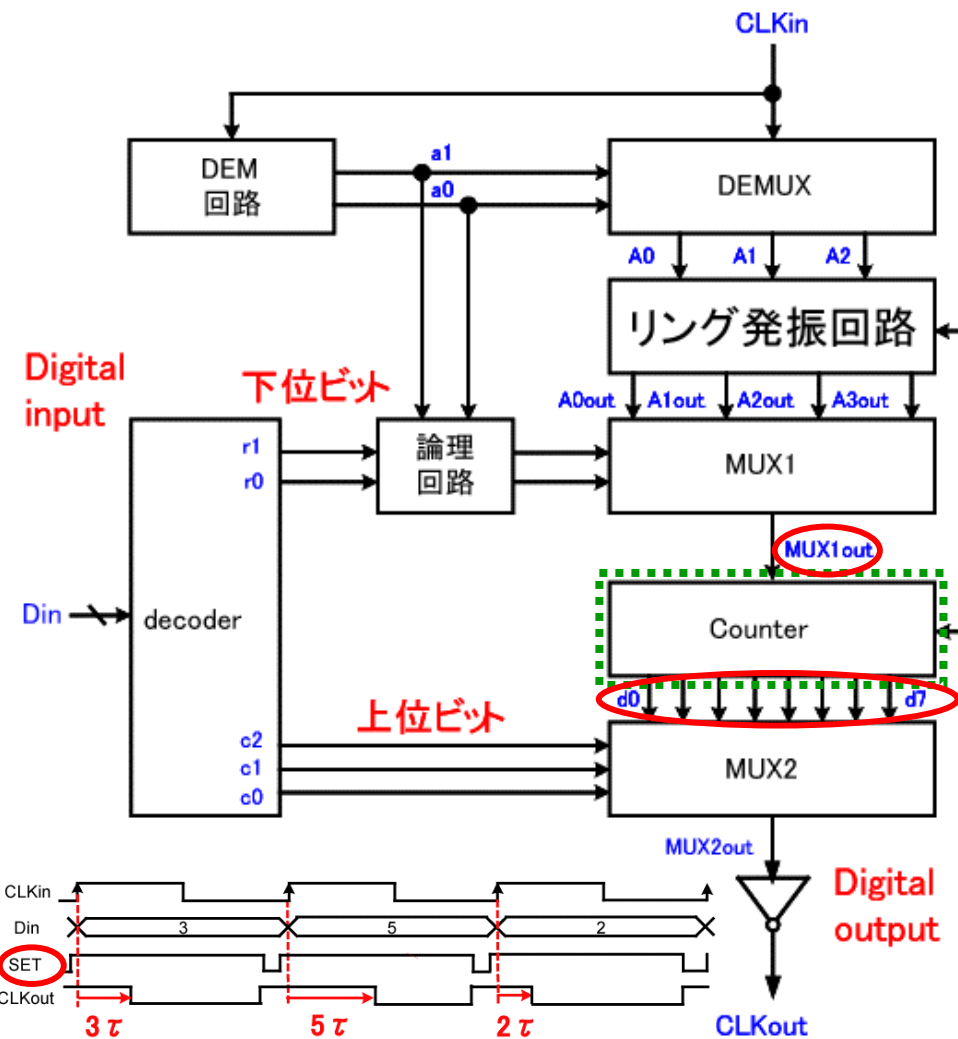 CLKin
DEM
回路
a1
a0
DEMUX
A0
A1
A2
リング発振回路
Digital
input
下位ビット
A0out
A1out
A2out
A3out
r1
r0
論理
回路
MUX1
MUX1out
Din
decoder
Counter
d0
d7
上位ビット
c2
c1
c0
MUX2
MUX2out
Digital
output
CLKin
Din
3
5
2
SET
CLKout
3τ
5τ
2τ
CLKout